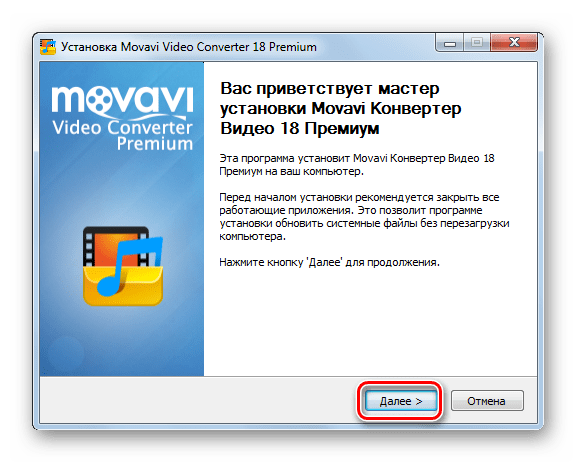 Установка Movavi Video Converter 18 Premium
movavi
Video Converter
Premium
Вас приветствует мастер
установки Movavi Конвертер
Видео 18 Премиум
Эта программа установит Movavi Конвертер Видео 18
Премиум на ваш компьютер.
Перед началом установки рекомендуется закрыть все
работающие приложения. Это позволит программе
установки обновить системные файлы без перезагрузки
компьютера.
Нажмите кнопку 'Далее' для продолжения.
Далее >
Отмена